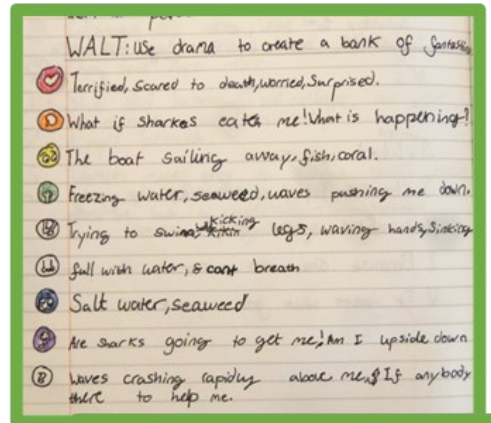 WALT: Use drama to create a bank of fantastic
Terrified, Scared to death, worried, Surprised.
What if sharkes eates me! What is happening?
The boat sailing away, fish, coral.
Freezing water, seaweed, waves pushing me down.
Trying to swim, kicking legs, waving hands, Sinking
full with water, & cant breath
Salt water, seaweed
Are sharks going to get me! Am I upside down
waves crashing rapidly above me, & If anybody
there to help me.